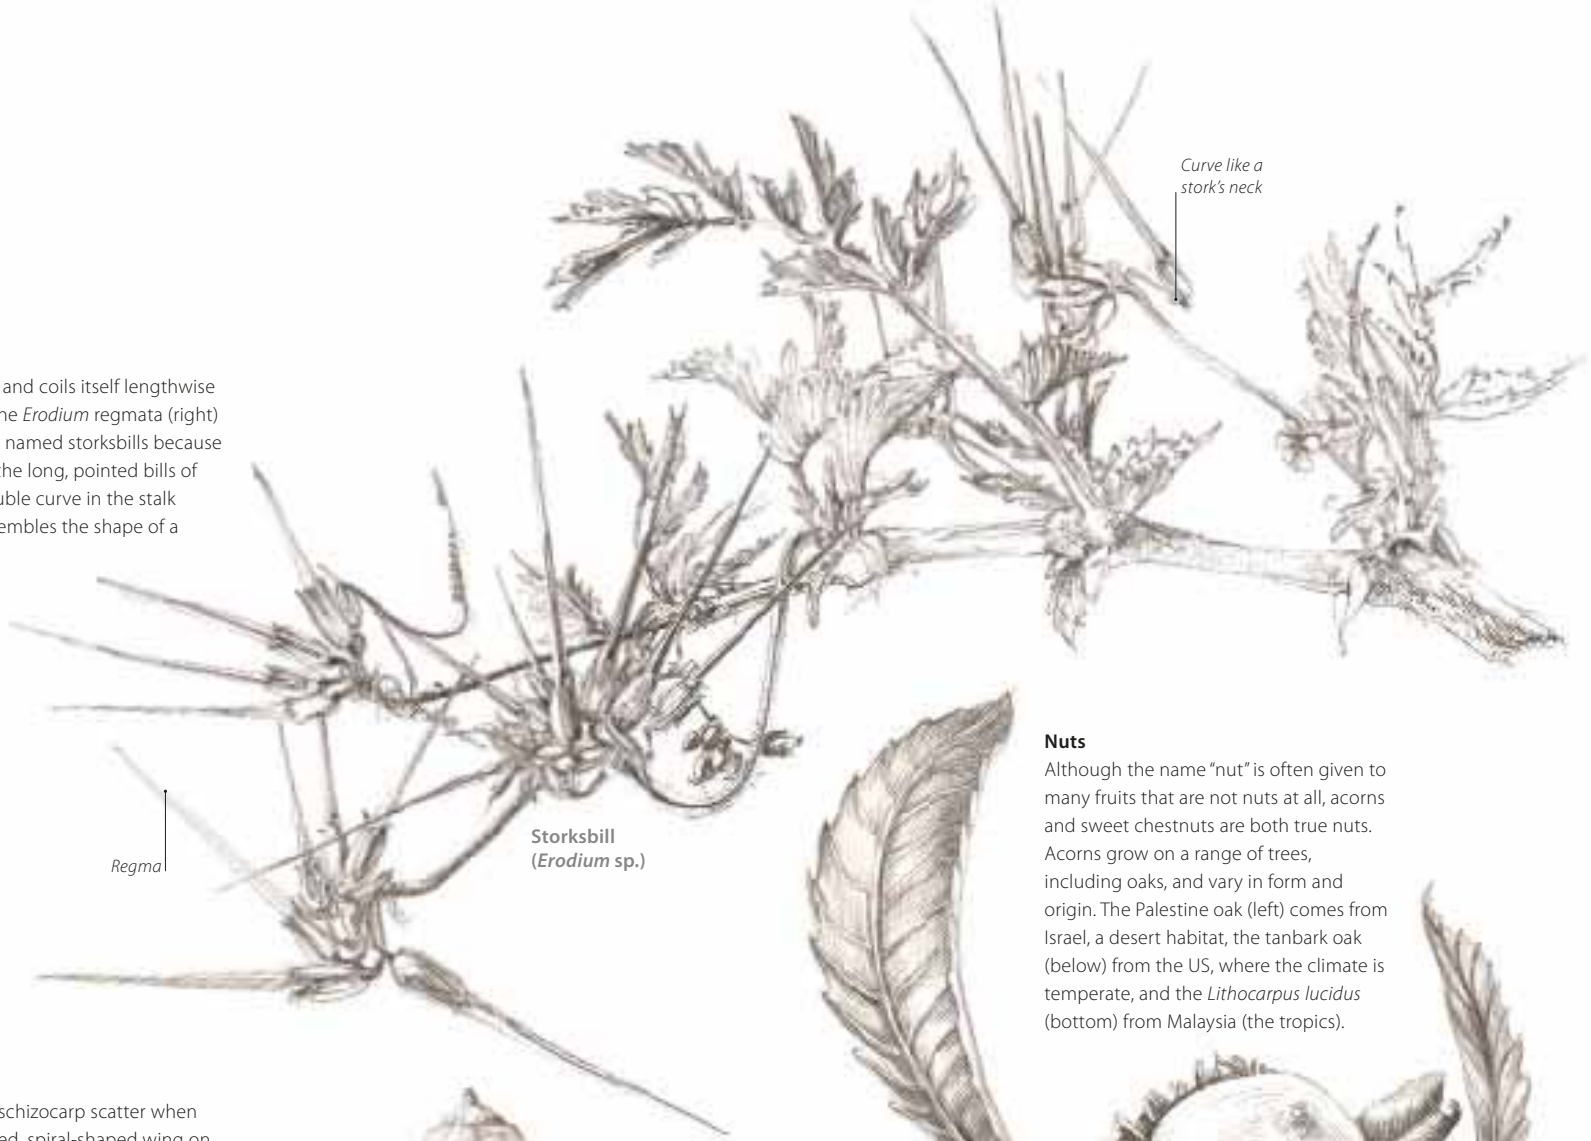 Curve like a
stork's neck
and coils itself lengthwise
Erodium regmata (right)
named storksbills because
the long, pointed bills of
curve in the stalk
the shape of a
Regma
Storksbill
(Erodium sp.)
Nuts
Although the name “nut” is often given to
many fruits that are not nuts at all, acorns
and sweet chestnuts are both true nuts.
Acorns grow on a range of trees,
including oaks, and vary in form and
origin. The Palestine oak (left) comes from
Israel, a desert habitat, the tanbark oak
(below) from the US, where the climate is
temperate, and the Lithocarpus lucidus
(bottom) from Malaysia (the tropics).
schizocarp scatter when
spiral-shaped wing on